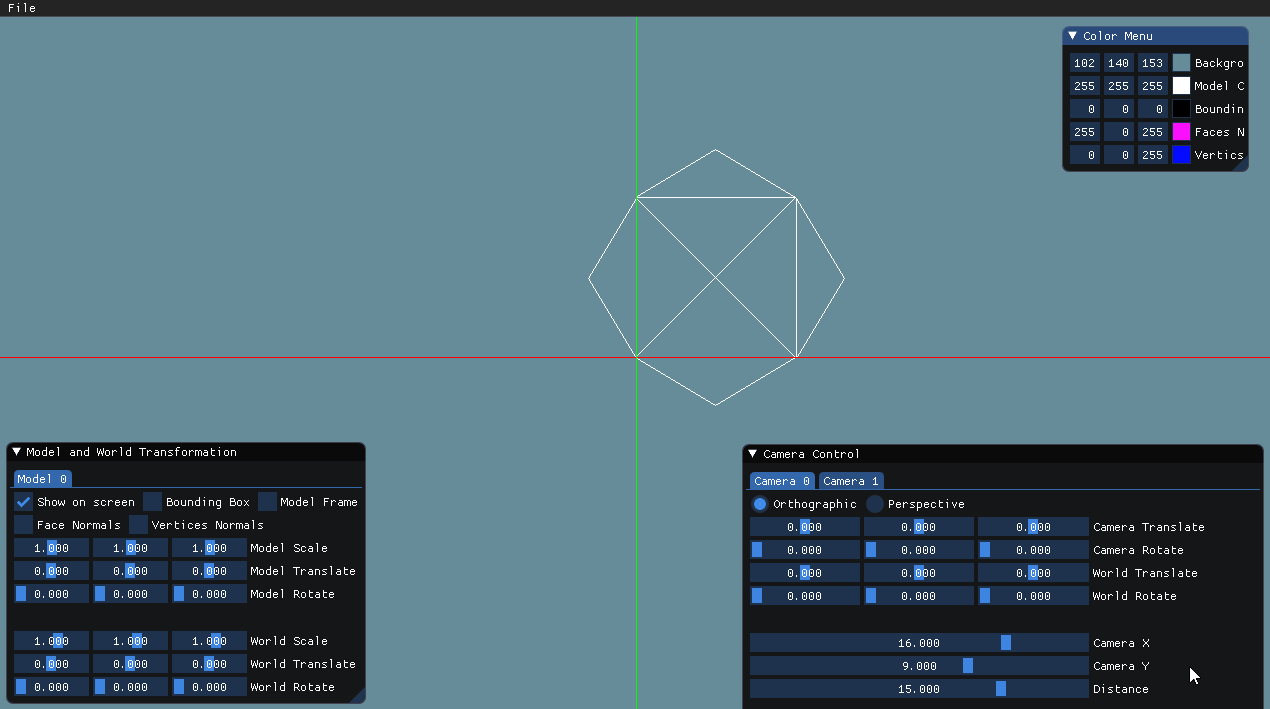 File
Color Menu
102 140 153 Backgro
255 255 255 Model C
0 0 0 Boundin
255 0 255 Faces N
0 0 255 Vertics
Model and World Transformation
Model 0
Show on screen Bounding Box Model Frame
Face Normals Vertices Normals
1.000 1.000 1.000 Model Scale
0.000 0.000 0.000 Model Translate
0.000 0.000 0.000 Model Rotate
1.000 1.000 1.000 World Scale
0.000 0.000 0.000 World Translate
0.000 0.000 0.000 World Rotate
Camera Control
Camera 0 Camera 1
Orthographic Perspective
0.000 0.000 0.000 Camera Translate
0.000 0.000 0.000 Camera Rotate
0.000 0.000 0.000 World Translate
0.000 0.000 0.000 World Rotate
16.000 Camera X
9.000 Camera Y
15.000 Distance